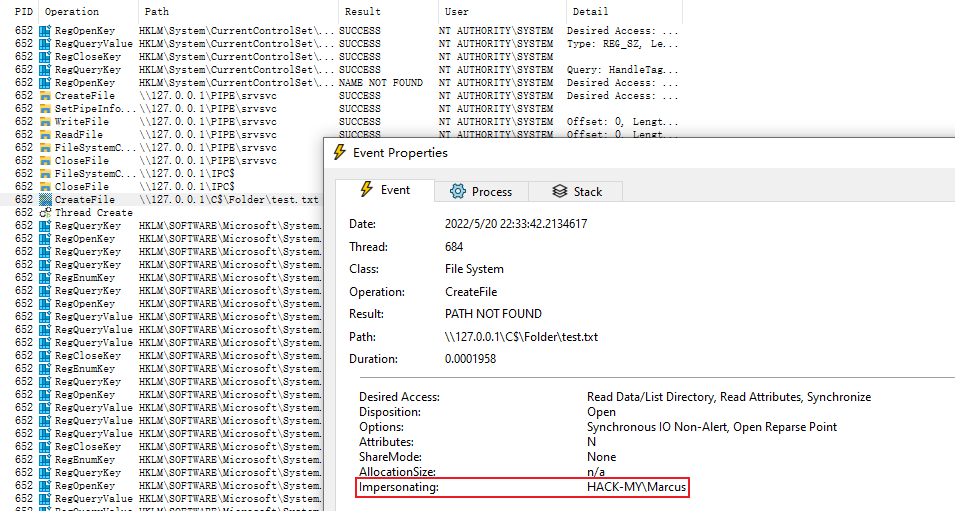 PID Operation Path Result User Detail
652 RegOpenKey HKLM\System\CurrentControlSet\... SUCCESS NT AUTHORITY\SYSTEM Desired Access: ...
652 RegQueryValue HKLM\System\CurrentControlSet\... SUCCESS NT AUTHORITY\SYSTEM Type: REG_SZ, Le...
652 RegCloseKey HKLM\System\CurrentControlSet\... SUCCESS NT AUTHORITY\SYSTEM
652 RegQueryKey HKLM\System\CurrentControlSet\... SUCCESS NT AUTHORITY\SYSTEM Query: HandleTag...
652 RegOpenKey HKLM\System\CurrentControlSet\... NAME NOT FOUND NT AUTHORITY\SYSTEM Desired Access: ...
652 CreateFile \\127.0.0.1\PIPE\srvsvc SUCCESS NT AUTHORITY\SYSTEM Desired Access: ...
652 SetPipeInfo... \\127.0.0.1\PIPE\srvsvc SUCCESS NT AUTHORITY\SYSTEM
652 WriteFile \\127.0.0.1\PIPE\srvsvc SUCCESS NT AUTHORITY\SYSTEM Offset: 0, Lengt...
652 ReadFile \\127.0.0.1\PIPE\srvsvc SUCCESS NT AUTHORITY\SYSTEM Offset: 0, Lengt...
652 FileSystemC... \\127.0.0.1\PIPE\srvsvc
652 CloseFile \\127.0.0.1\PIPE\srvsvc
652 FileSystemC... \\127.0.0.1\IPC$
652 CloseFile \\127.0.0.1\IPC$
652 CreateFile \\127.0.0.1\C$\Folder\test.txt
652 Thread Create
652 RegQueryKey HKLM\SOFTWARE\Microsoft\System.
652 RegOpenKey HKLM\SOFTWARE\Microsoft\System.
652 RegQueryKey HKLM\SOFTWARE\Microsoft\System.
652 RegQueryKey HKLM\SOFTWARE\Microsoft\System.
652 RegEnumKey HKLM\SOFTWARE\Microsoft\System.
652 RegQueryKey HKLM\SOFTWARE\Microsoft\System.
652 RegOpenKey HKLM\SOFTWARE\Microsoft\System.
652 RegQueryValue HKLM\SOFTWARE\Microsoft\System.
652 RegQueryValue HKLM\SOFTWARE\Microsoft\System.
652 RegQueryValue HKLM\SOFTWARE\Microsoft\System.
652 RegCloseKey HKLM\SOFTWARE\Microsoft\System.
652 RegEnumKey HKLM\SOFTWARE\Microsoft\System.
652 RegQueryKey HKLM\SOFTWARE\Microsoft\System.
652 RegOpenKey HKLM\SOFTWARE\Microsoft\System.
652 RegQueryValue HKLM\SOFTWARE\Microsoft\System.
652 RegQueryValue HKLM\SOFTWARE\Microsoft\System.
652 RegQueryValue HKLM\SOFTWARE\Microsoft\System.
652 RegCloseKey HKLM\SOFTWARE\Microsoft\System.
652 RegEnumKey HKLM\SOFTWARE\Microsoft\System.
652 RegQueryKey HKLM\SOFTWARE\Microsoft\System.
652 RegOpenKey HKLM\SOFTWARE\Microsoft\System.
652 RegQueryValue HKLM\SOFTWARE\Microsoft\System.
652 RegQueryValue HKLM\SOFTWARE\Microsoft\System.
Event Properties
Event Process Stack
Date: 2022/5/20 22:33:42.2134617
Thread: 684
Class: File System
Operation: CreateFile
Result: PATH NOT FOUND
Path: \\127.0.0.1\C$\Folder\test.txt
Duration: 0.0001958
Desired Access: Read Data/List Directory, Read Attributes, Synchronize
Disposition: Open
Options: Synchronous IO Non-Alert, Open Reparse Point
Attributes: N
ShareMode: None
AllocationSize: n/a
Impersonating: HACK-MY\Marcus